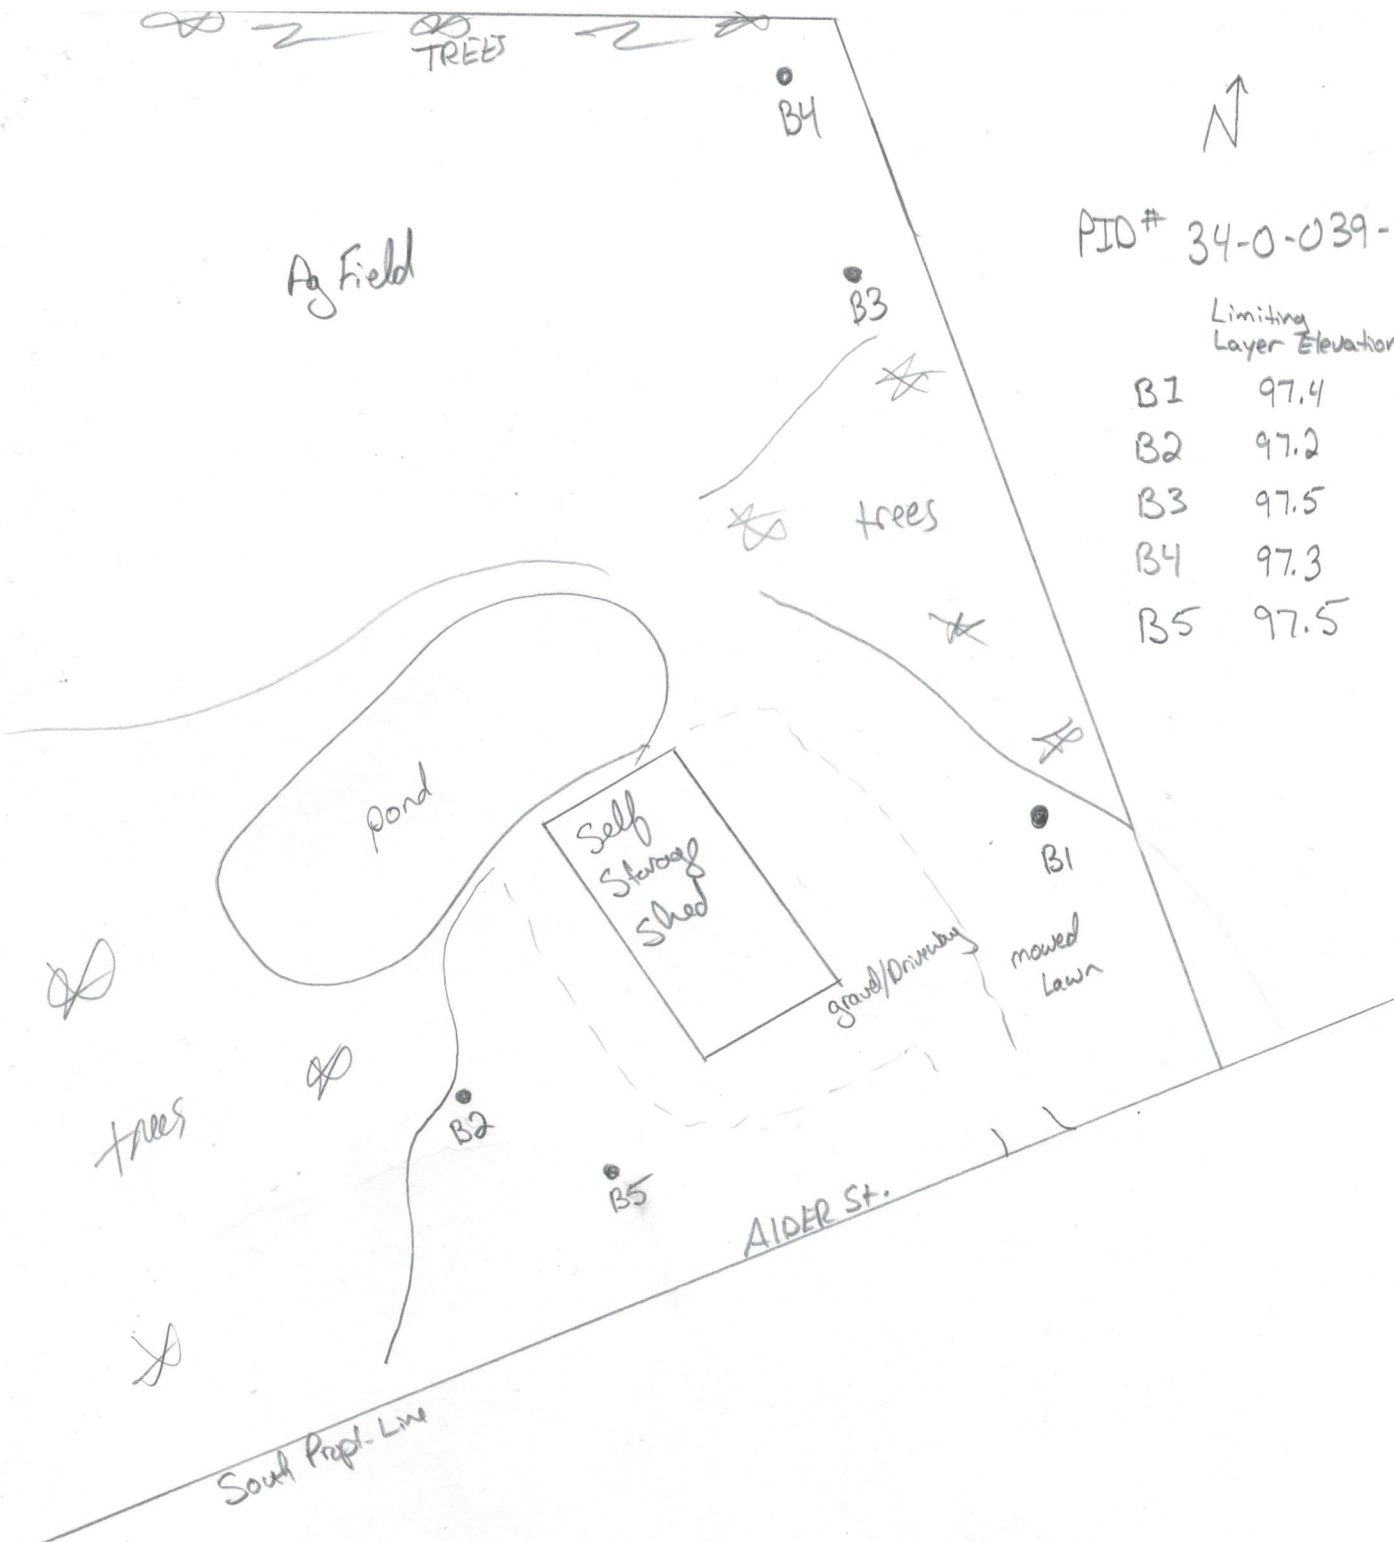 TREES
B4
N
PID# 34-0-039-
Ag Field
B3
Limiting
Layer Elevation
B1 97.4
B2 97.2
B3 97.5
B4 97.3
B5 97.5
trees
pond
Self
Storage
Shed
B1
gravel/Driveway
mowed
Lawn
trees
B2
B5
AlDER St.
South Propt. Line